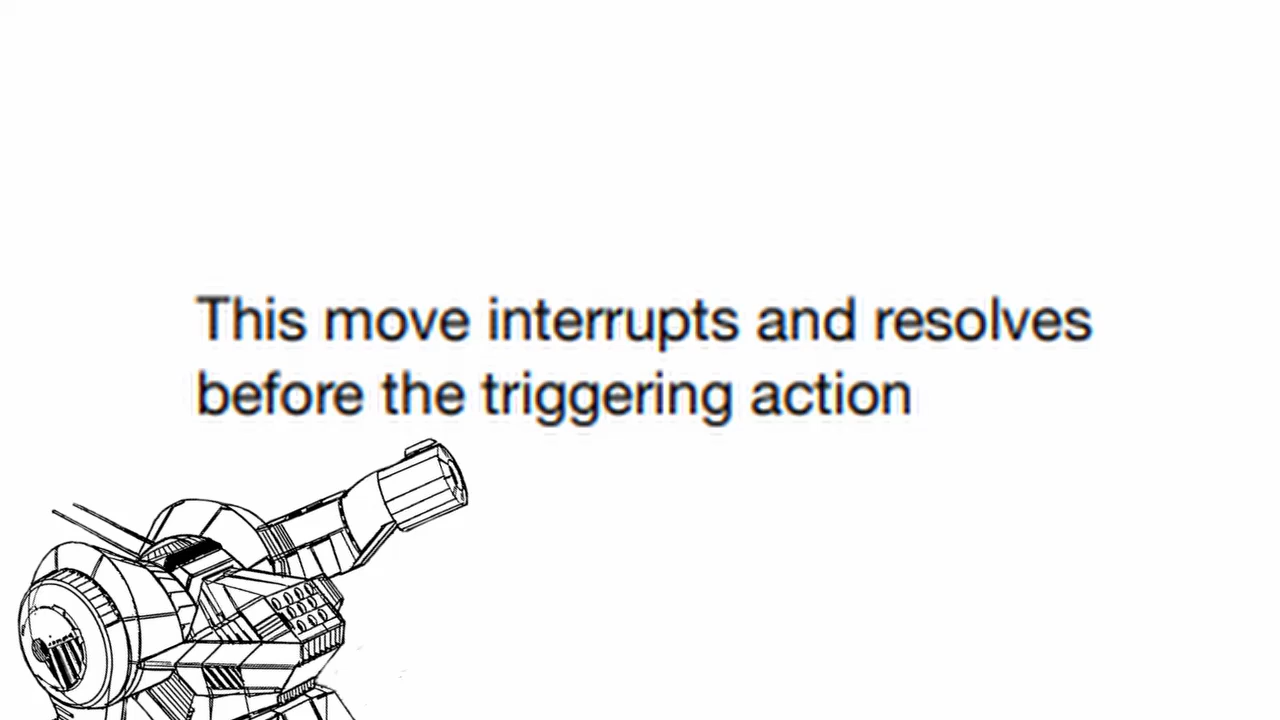 This move interrupts and resolves
before the triggering action